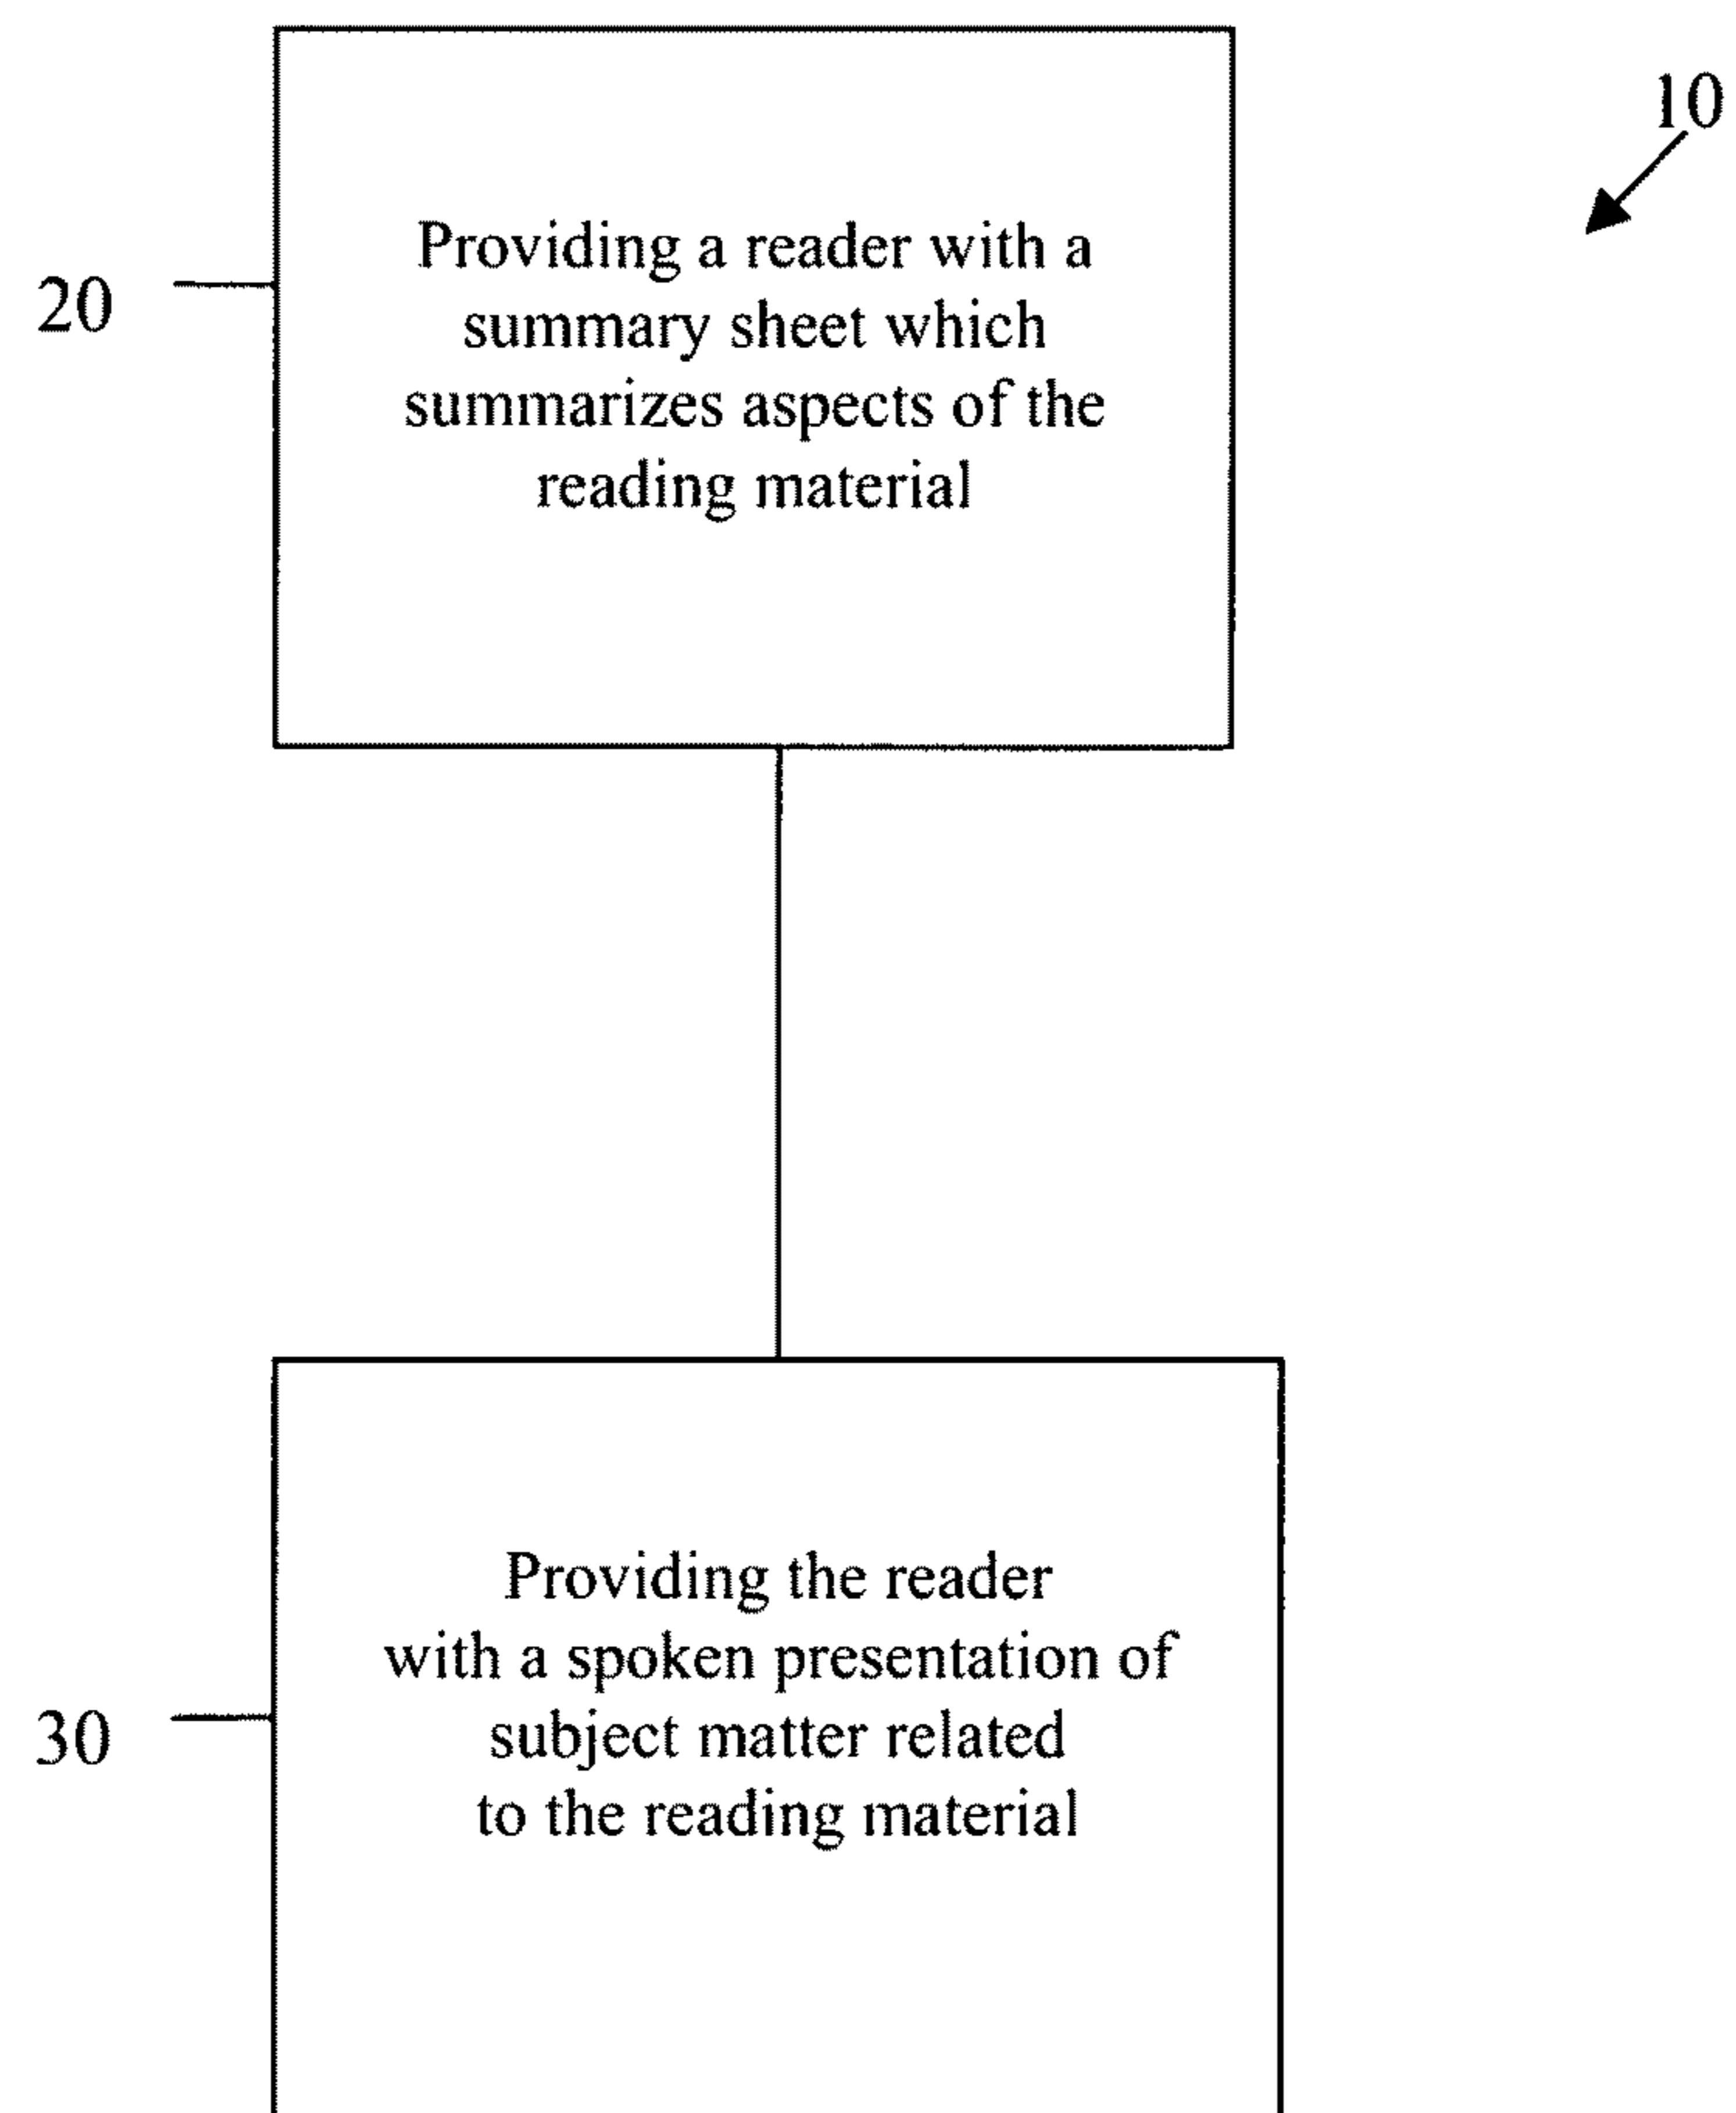 10
20
Providing a reader with a
summary sheet which
summarizes aspects of the
reading material
30
Providing the reader
with a spoken presentation of
subject matter related
to the reading material